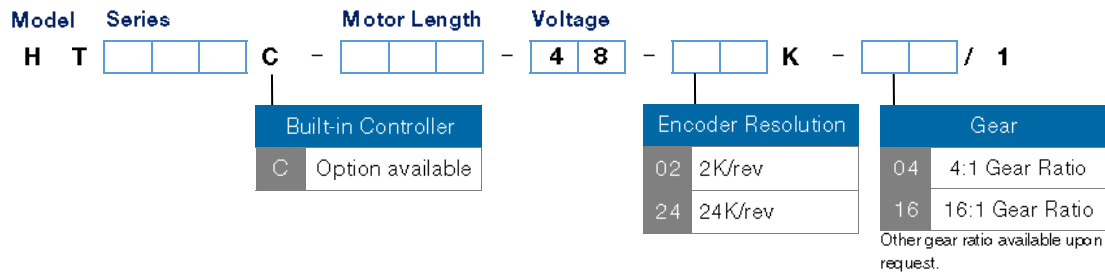 Model Series Motor Length Voltage
H T C - - 4 8 - K - / 1
Built-in Controller
C Option available
Encoder Resolution
02 2K/rev
24 24K/rev
Gear
04 4:1 Gear Ratio
16 16:1 Gear Ratio
Other gear ratio available upon
request.